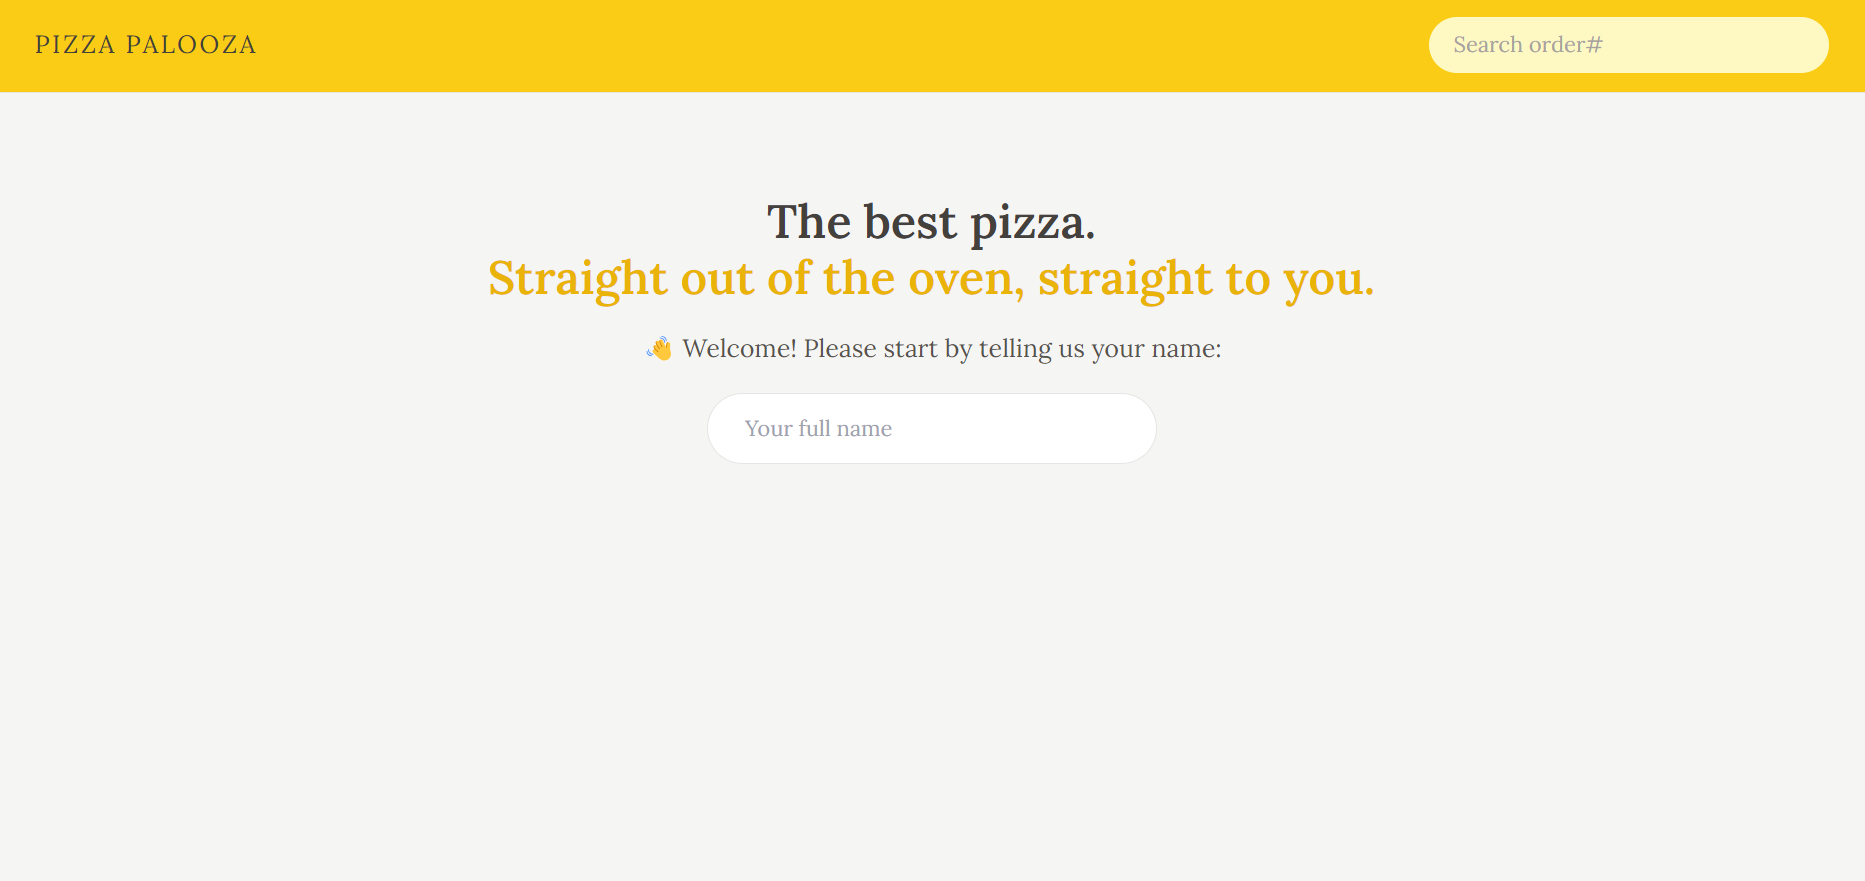 PIZZA PALOOZA
Search order#
The best pizza.
Straight out of the oven, straight to you.
👋 Welcome! Please start by telling us your name:
Your full name